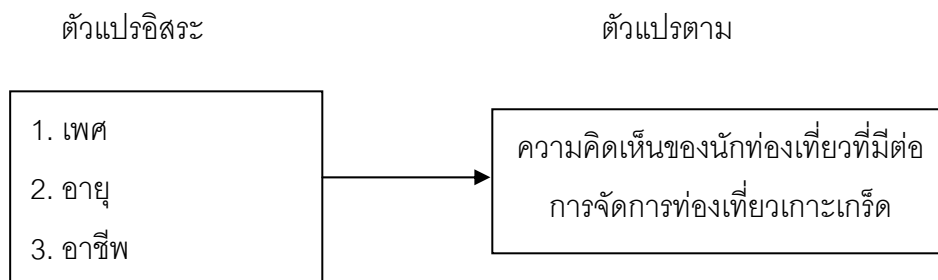 ตัวแปรอิสระ
ตัวแปรตาม
1. เพศ
2. อายุ
3. อาชีพ
ความคิดเห็นของนักท่องเที่ยวที่มีต่อ
การจัดการท่องเที่ยวเกาะเกร็ด